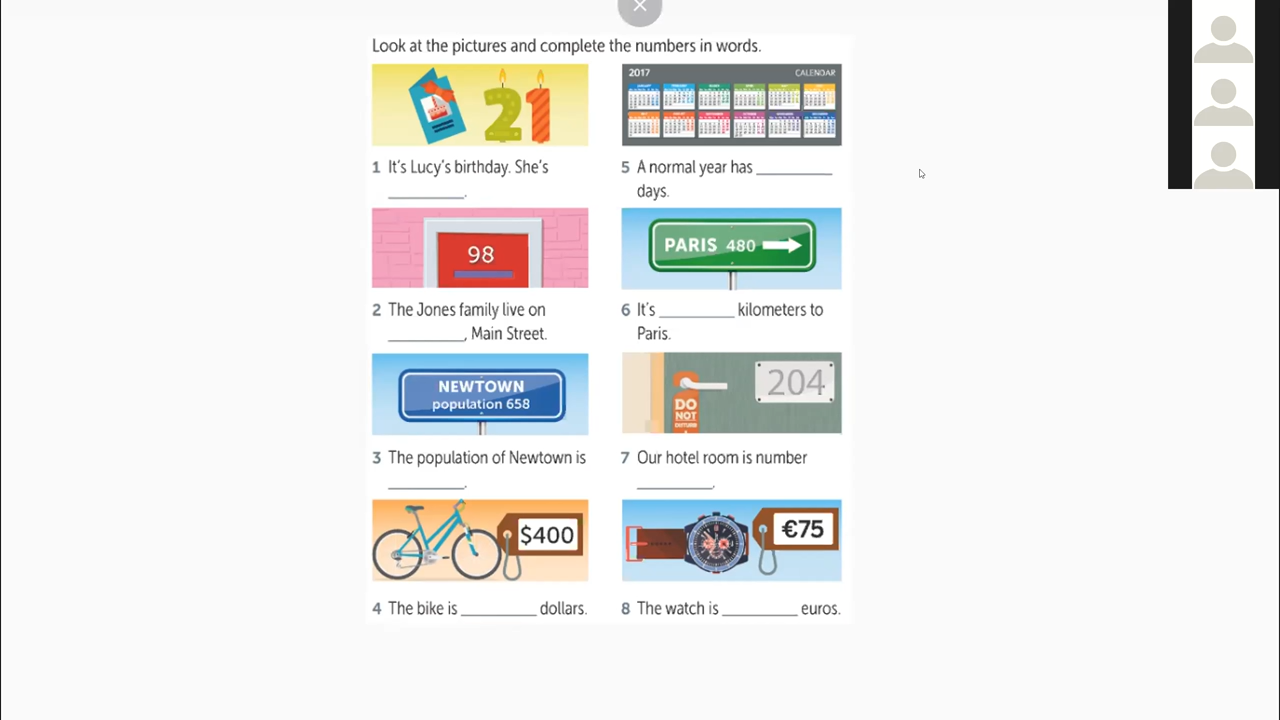 Look at the pictures and complete the numbers in words.
21
1 It's Lucy's birthday. She's
__________.
98
2 The Jones family live on
__________, Main Street.
NEWTOWN
population 658
3 The population of Newtown is
__________.
$400
4 The bike is __________ dollars.
2017 CALENDAR
5 A normal year has __________
days.
PARIS 480
6 It's __________ kilometers to
Paris.
DO
NOT
DISTURB
204
7 Our hotel room is number
__________.
€75
8 The watch is __________ euros.